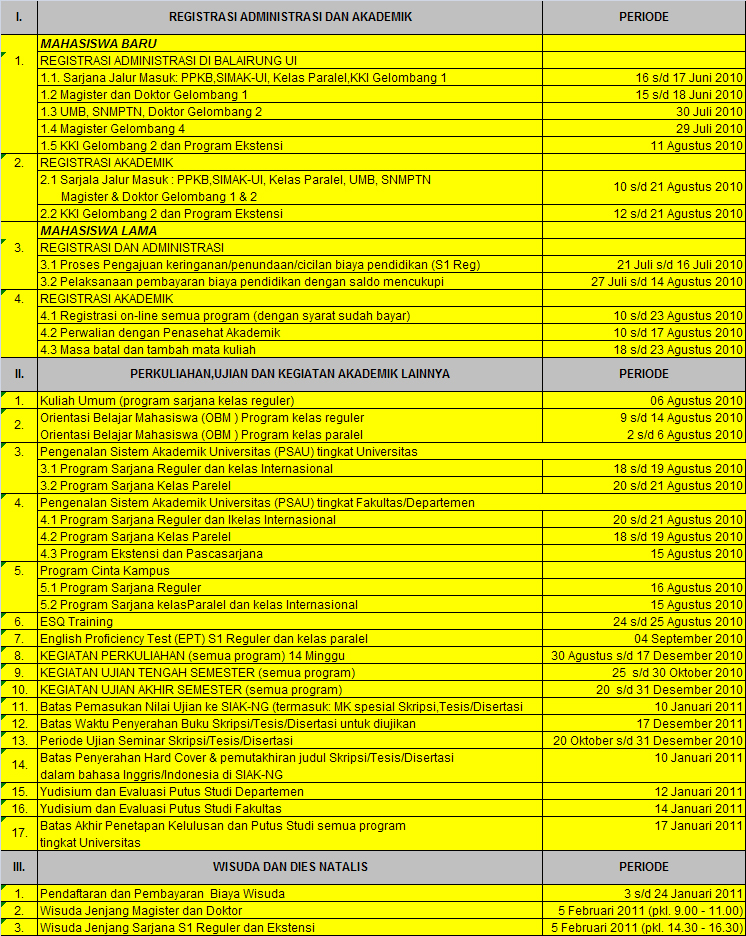 I. REGISTRASI ADMINISTRASI DAN AKADEMIK PERIODE
MAHASISWA BARU
1. REGISTRASI ADMINISTRASI DI BALAIRUNG UI
1.1. Sarjana Jalur Masuk: PPKB,SIMAK-UI, Kelas Paralel,KKI Gelombang 1 16 s/d 17 Juni 2010
1.2 Magister dan Doktor Gelombang 1 15 s/d 18 Juni 2010
1.3 UMB, SNMPTN, Doktor Gelombang 2 30 Juli 2010
1.4 Magister Gelombang 4 29 Juli 2010
1.5 KKI Gelombang 2 dan Program Ekstensi 11 Agustus 2010
2. REGISTRASI AKADEMIK
2.1 Sarjala Jalur Masuk : PPKB,SIMAK-UI, Kelas Paralel, UMB, SNMPTN
Magister & Doktor Gelombang 1 & 2 10 s/d 21 Agustus 2010
2.2 KKI Gelombang 2 dan Program Ekstensi 12 s/d 21 Agustus 2010
MAHASISWA LAMA
3. REGISTRASI DAN ADMINISTRASI
3.1 Proses Pengajuan keringanan/penundaan/cicilan biaya pendidikan (S1 Reg) 21 Juli s/d 16 Juli 2010
3.2 Pelaksanaan pembayaran biaya pendidikan dengan saldo mencukupi 27 Juli s/d 14 Agustus 2010
4. REGISTRASI AKADEMIK
4.1 Registrasi on-line semua program (dengan syarat sudah bayar) 10 s/d 23 Agustus 2010
4.2 Perwalian dengan Penasehat Akademik 10 s/d 17 Agustus 2010
4.3 Masa batal dan tambah mata kuliah 18 s/d 23 Agustus 2010
II. PERKULIAHAN,UJIAN DAN KEGIATAN AKADEMIK LAINNYA PERIODE
1. Kuliah Umum (program sarjana kelas reguler) 06 Agustus 2010
2. Orientasi Belajar Mahasiswa (OBM ) Program kelas reguler 9 s/d 14 Agustus 2010
Orientasi Belajar Mahasiswa (OBM ) Program kelas paralel 2 s/d 6 Agustus 2010
3. Pengenalan Sistem Akademik Universitas (PSAU) tingkat Universitas
3.1 Program Sarjana Reguler dan kelas Internasional 18 s/d 19 Agustus 2010
3.2 Program Sarjana Kelas Parelel 20 s/d 21 Agustus 2010
4. Pengenalan Sistem Akademik Universitas (PSAU) tingkat Fakultas/Departemen
4.1 Program Sarjana Reguler dan Ikelas Internasional 20 s/d 21 Agustus 2010
4.2 Program Sarjana Kelas Parelel 18 s/d 19 Agustus 2010
4.3 Program Ekstensi dan Pascasarjana 15 Agustus 2010
5. Program Cinta Kampus
5.1 Program Sarjana Reguler 16 Agustus 2010
5.2 Program Sarjana kelasParalel dan kelas Internasional 15 Agustus 2010
6. ESQ Training 24 s/d 25 Agustus 2010
7. English Proficiency Test (EPT) S1 Reguler dan kelas paralel 04 September 2010
8. KEGIATAN PERKULIAHAN (semua program) 14 Minggu 30 Agustus s/d 17 Desember 2010
9. KEGIATAN UJIAN TENGAH SEMESTER (semua program) 25 s/d 30 Oktober 2010
10. KEGIATAN UJIAN AKHIR SEMESTER (semua program) 20 s/d 31 Desember 2010
11. Batas Pemasukan Nilai Ujian ke SIAK-NG (termasuk: MK spesial Skripsi,Tesis/Disertasi 10 Januari 2011
12. Batas Waktu Penyerahan Buku Skripsi/Tesis/Disertasi untuk diujikan 17 Desember 2011
13. Periode Ujian Seminar Skripsi/Tesis/Disertasi 20 Oktober s/d 31 Desember 2010
14. Batas Penyerahan Hard Cover & pemutakhiran judul Skripsi/Tesis/Disertasi 10 Januari 2011
dalam bahasa Inggris/Indonesia di SIAK-NG
15. Yudisium dan Evaluasi Putus Studi Departemen 12 Januari 2011
16. Yudisium dan Evaluasi Putus Studi Fakultas 14 Januari 2011
17. Batas Akhir Penetapan Kelulusan dan Putus Studi semua program 17 Januari 2011
tingkat Universitas
III. WISUDA DAN DIES NATALIS PERIODE
1. Pendaftaran dan Pembayaran Biaya Wisuda 3 s/d 24 Januari 2011
2. Wisuda Jenjang Magister dan Doktor 5 Februari 2011 (pkl. 9.00 - 11.00)
3. Wisuda Jenjang Sarjana S1 Reguler dan Ekstensi 5 Februari 2011 (pkl. 14.30 - 16.30)